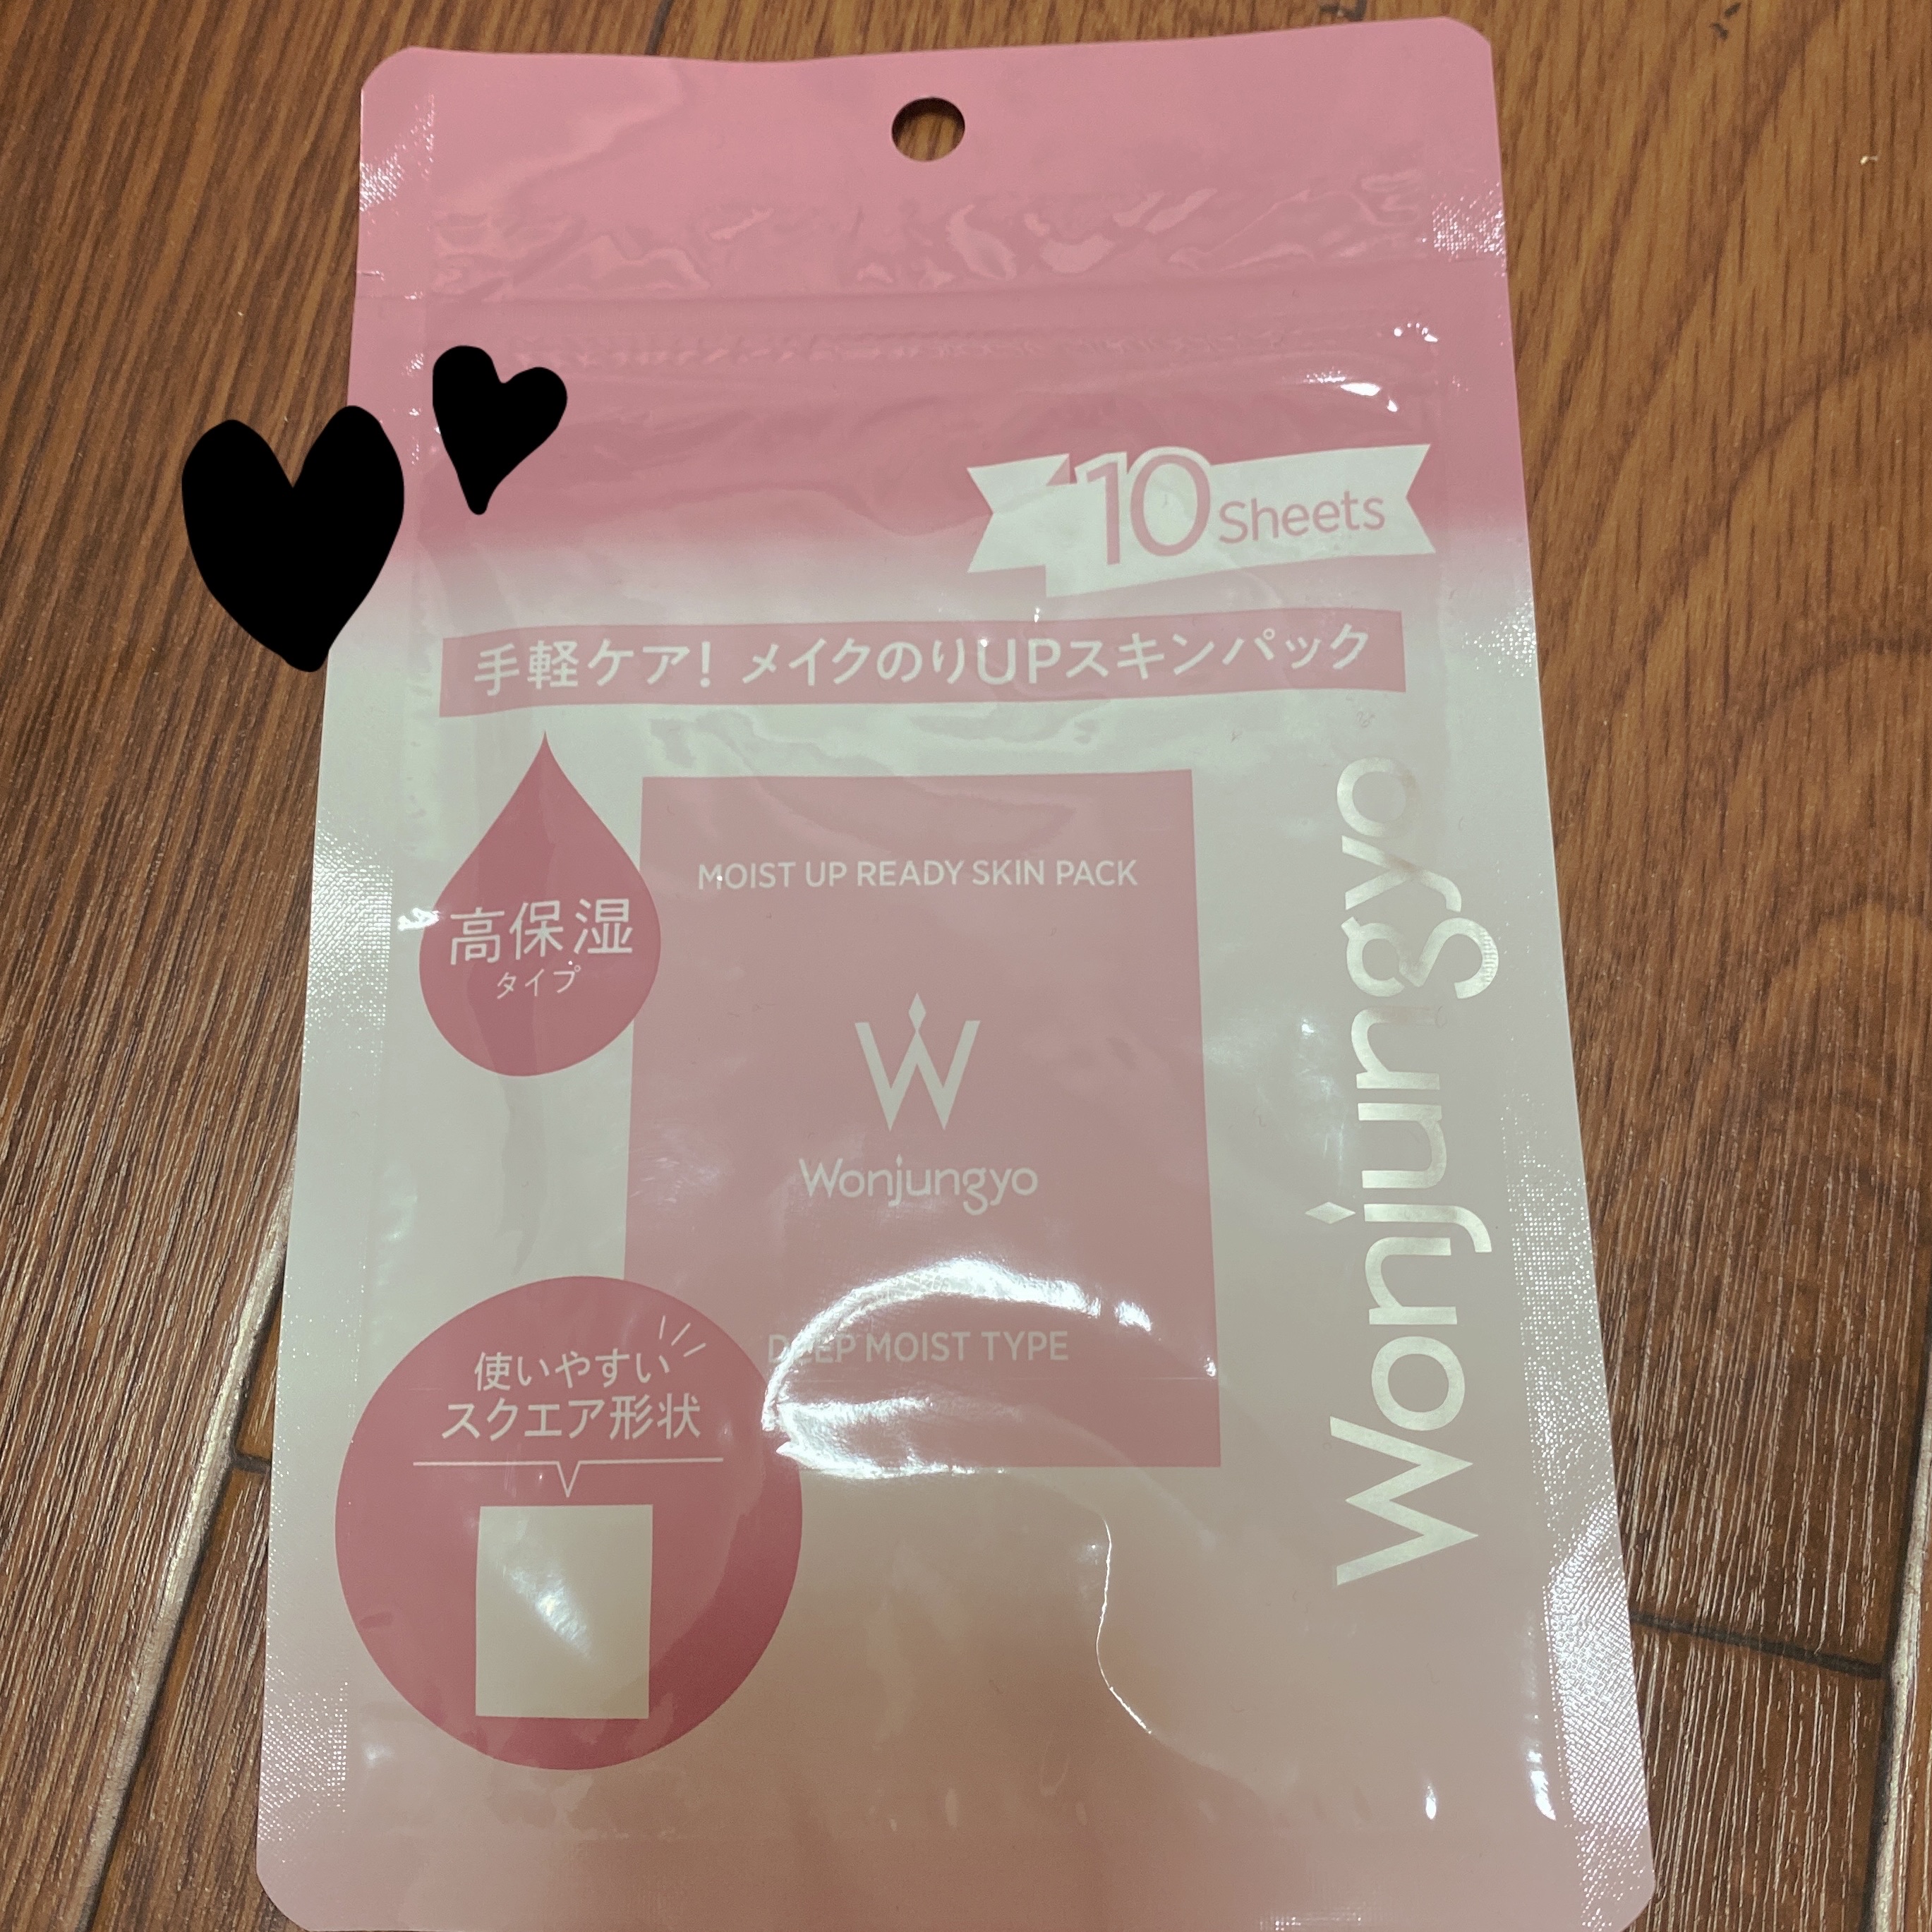 10 Sheets
手軽ケア！ メイクのりUPスキンパック
高保湿
タイプ
MOIST UP READY SKIN PACK
W
Wonjungyo
DEEP MOIST TYPE
使いやすい
スクエア形状
Wonjungyo